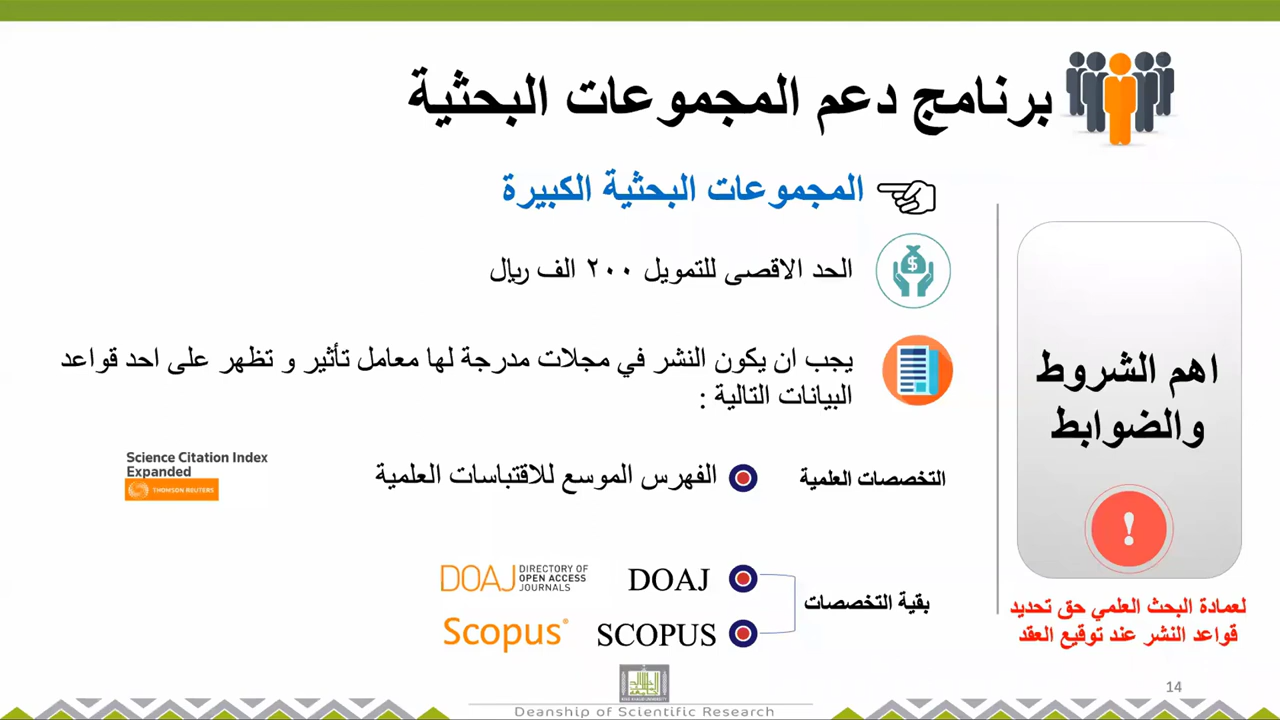 برنامج دعم المجموعات البحثية
المجموعات البحثية الكبيرة
الحد الاقصى للتمويل ٢٠٠ الف ريال
يجب ان يكون النشر في مجلات مدرجة لها معامل تأثير و تظهر على احد قواعد
البيانات التالية :
التخصصات العلمية
الفهرس الموسع للاقتباسات العلمية
Science Citation Index
Expanded
THOMSON REUTERS
بقية التخصصات
DOAJ
DOAJ DIRECTORY OF
OPEN ACCESS
JOURNALS
SCOPUS
Scopus®
اهم الشروط
والضوابط
!
لعمادة البحث العلمي حق تحديد
قواعد النشر عند توقيع العقد
Deanship of Scientific Research
14